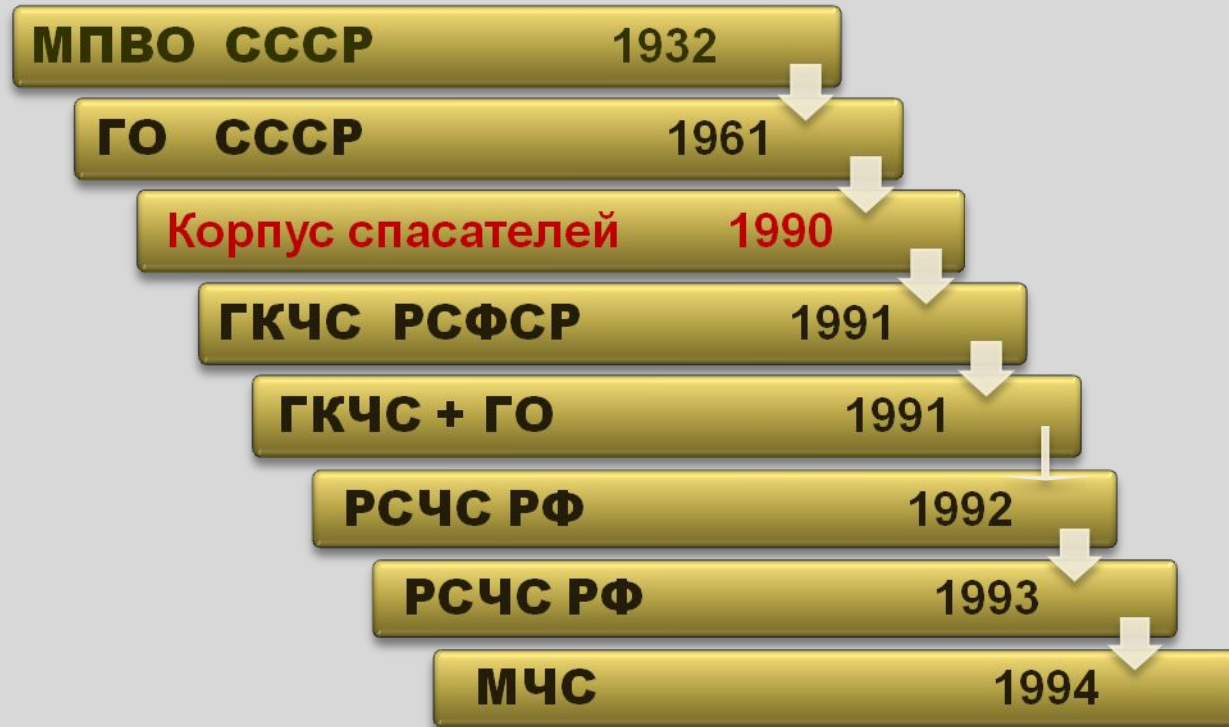 МПВО СССР 1932
ГО СССР 1961
Корпус спасателей 1990
ГКЧС РСФСР 1991
ГКЧС + ГО 1991
РСЧС РФ 1992
РСЧС РФ 1993
МЧС 1994